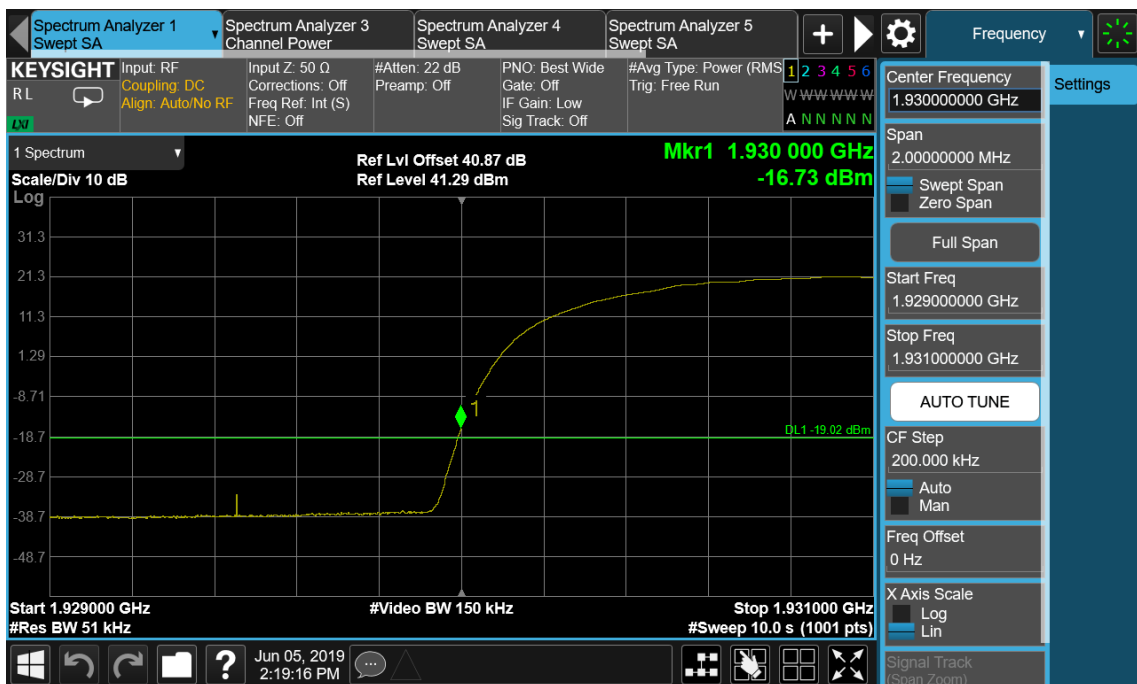 Spectrum Analyzer 1
Swept SA
Spectrum Analyzer 3
Channel Power
Spectrum Analyzer 4
Swept SA
Spectrum Analyzer 5
Swept SA
+
Frequency
KEYSIGHT
RL
LXI
Input: RF
Coupling: DC
Align: Auto/No RF
Input Z: 50 Ω
Corrections: Off
Freq Ref: Int (S)
NFE: Off
#Atten: 22 dB
Preamp: Off
PNO: Best Wide
Gate: Off
IF Gain: Low
Sig Track: Off
#Avg Type: Power (RMS
Trig: Free Run
1 2 3 4 5 6
W W W W W W
A N N N N N
1 Spectrum
Scale/Div 10 dB
Log
Ref Lvl Offset 40.87 dB
Ref Level 41.29 dBm
Mkr1 1.930 000 GHz
-16.73 dBm
31.3
21.3
11.3
1.29
-8.71
-18.7
-28.7
-38.7
-48.7
1
DL1 -19.02 dBm
Start 1.929000 GHz
#Res BW 51 kHz
#Video BW 150 kHz
Stop 1.931000 GHz
#Sweep 10.0 s (1001 pts)
?
Jun 05, 2019
2:19:16 PM
Center Frequency
1.930000000 GHz
Span
2.00000000 MHz
Swept Span
Zero Span
Full Span
Start Freq
1.929000000 GHz
Stop Freq
1.931000000 GHz
AUTO TUNE
CF Step
200.000 kHz
Auto
Man
Freq Offset
0 Hz
X Axis Scale
Log
Lin
Signal Track
(Span Zoom)
Settings